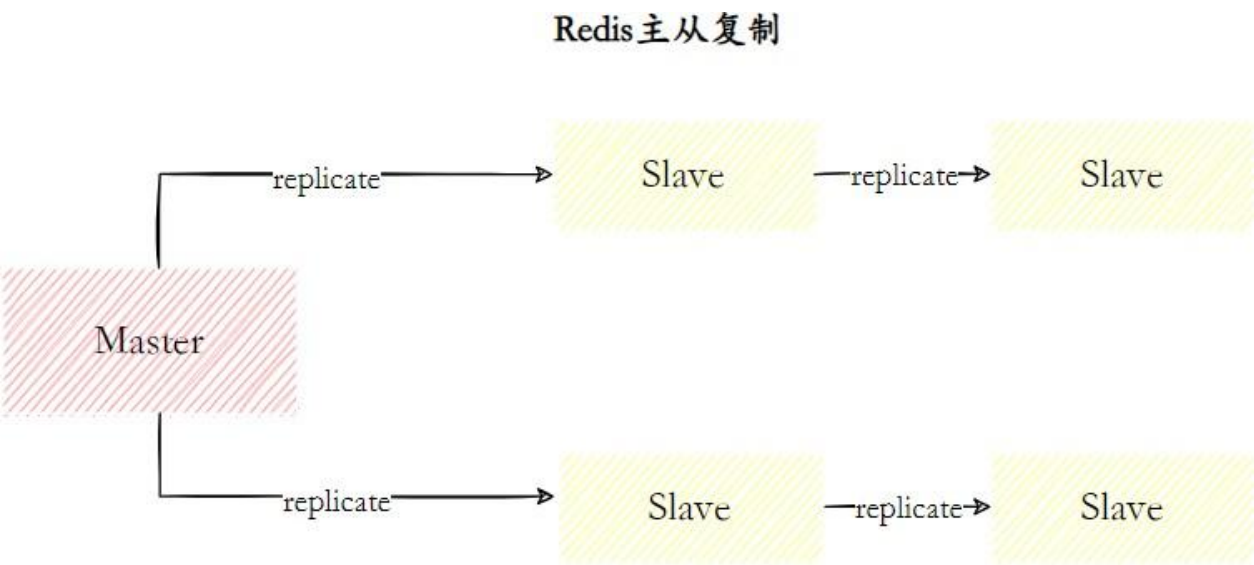 Redis主从复制
replicate
Slave
replicate
Slave
Master
replicate
Slave
replicate
Slave